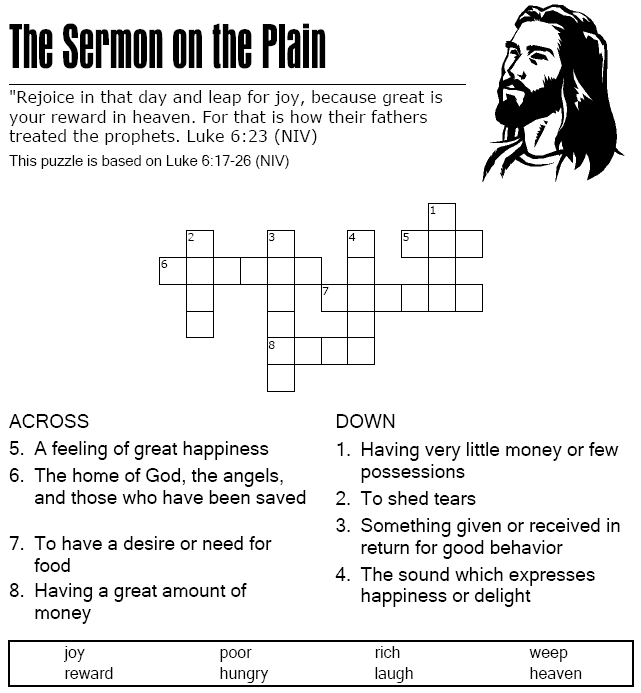 The Sermon on the Plain
"Rejoice in that day and leap for joy, because great is
your reward in heaven. For that is how their fathers
treated the prophets. Luke 6:23 (NIV)
This puzzle is based on Luke 6:17-26 (NIV)
1
2 3 4 5
6
7
8
ACROSS
5. A feeling of great happiness
6. The home of God, the angels,
and those who have been saved
7. To have a desire or need for
food
8. Having a great amount of
money
DOWN
1. Having very little money or few
possessions
2. To shed tears
3. Something given or received in
return for good behavior
4. The sound which expresses
happiness or delight
joy poor rich weep
reward hungry laugh heaven